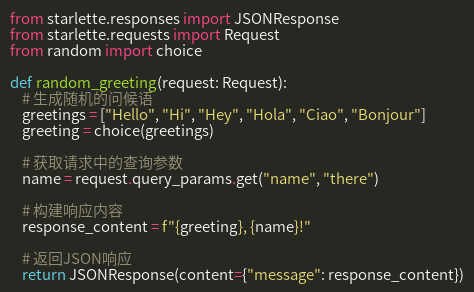 from starlette.responses import JSONResponse
from starlette.requests import Request
from random import choice

def random_greeting(request: Request):
    # 生成随机的问候语
    greetings = ["Hello", "Hi", "Hey", "Hola", "Ciao", "Bonjour"]
    greeting = choice(greetings)

    # 获取请求中的查询参数
    name = request.query_params.get("name", "there")

    # 构建响应内容
    response_content = f"{greeting}, {name}!"

    # 返回JSON响应
    return JSONResponse(content={"message": response_content})